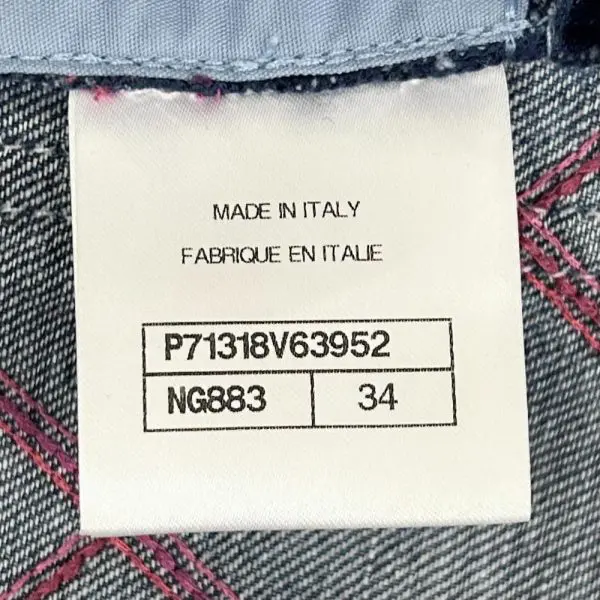 MADE IN ITALY
FABRIQUE EN ITALIE
P71318V63952
NG883 34